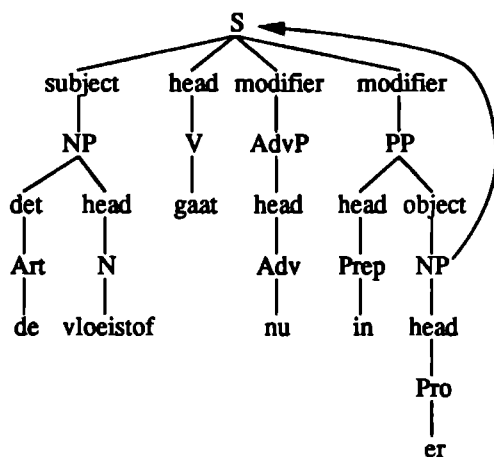 S
subject head modifier modifier
NP V AdvP PP
det head gaat head head object
Art N Adv Prep NP
de vloeistof nu in head
Pro
er